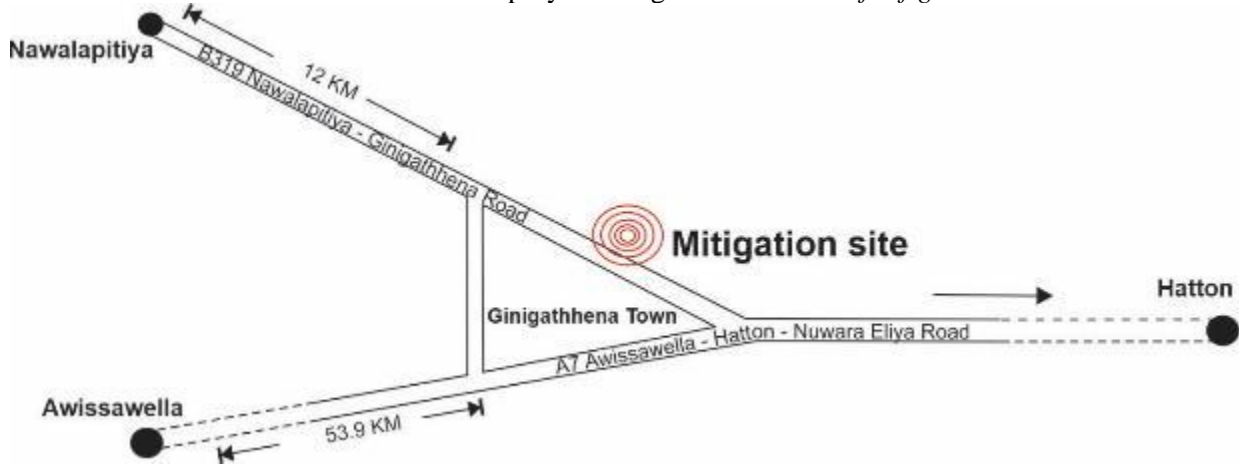 Nawalapitiya
12 KM
B319 Nawalapitiya - Ginigathhena Road
Mitigation site
Hatton
Ginigathhena Town
A7 Awissawella - Hatton - Nuwara Eliya Road
Awissawella
53.9 KM